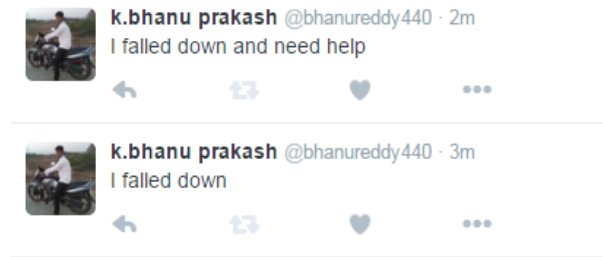 k.bhanu prakash @bhanureddy440 · 2m
I falled down and need help
k.bhanu prakash @bhanureddy440 · 3m
I falled down